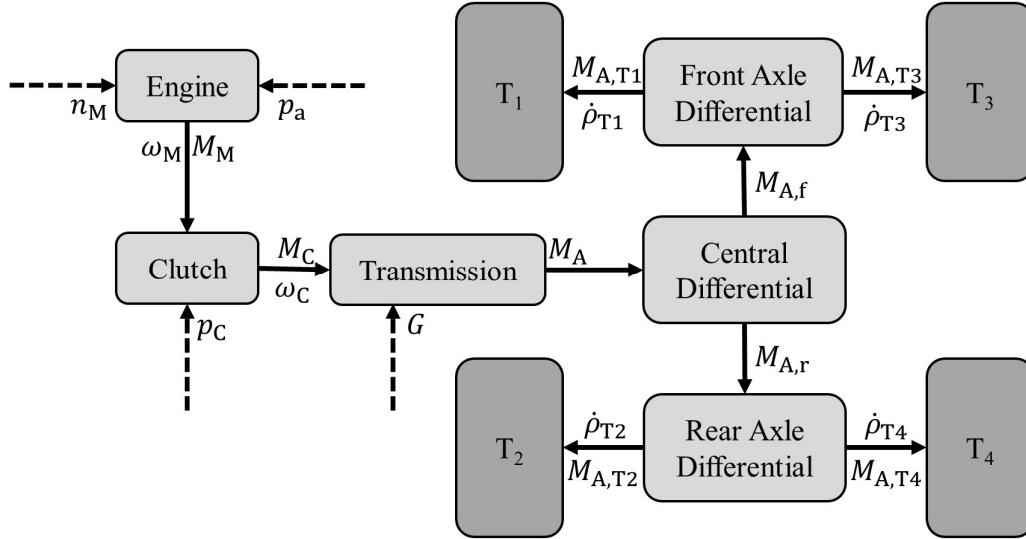 Engine
n_M
p_a
ω_M
M_M
Clutch
p_C
M_C
ω_C
Transmission
G
M_A
Central
Differential
M_A,f
M_A,r
Front Axle
Differential
M_A,T1
ρ̇_T1
T_1
M_A,T3
ρ̇_T3
T_3
Rear Axle
Differential
ρ̇_T2
M_A,T2
T_2
ρ̇_T4
M_A,T4
T_4